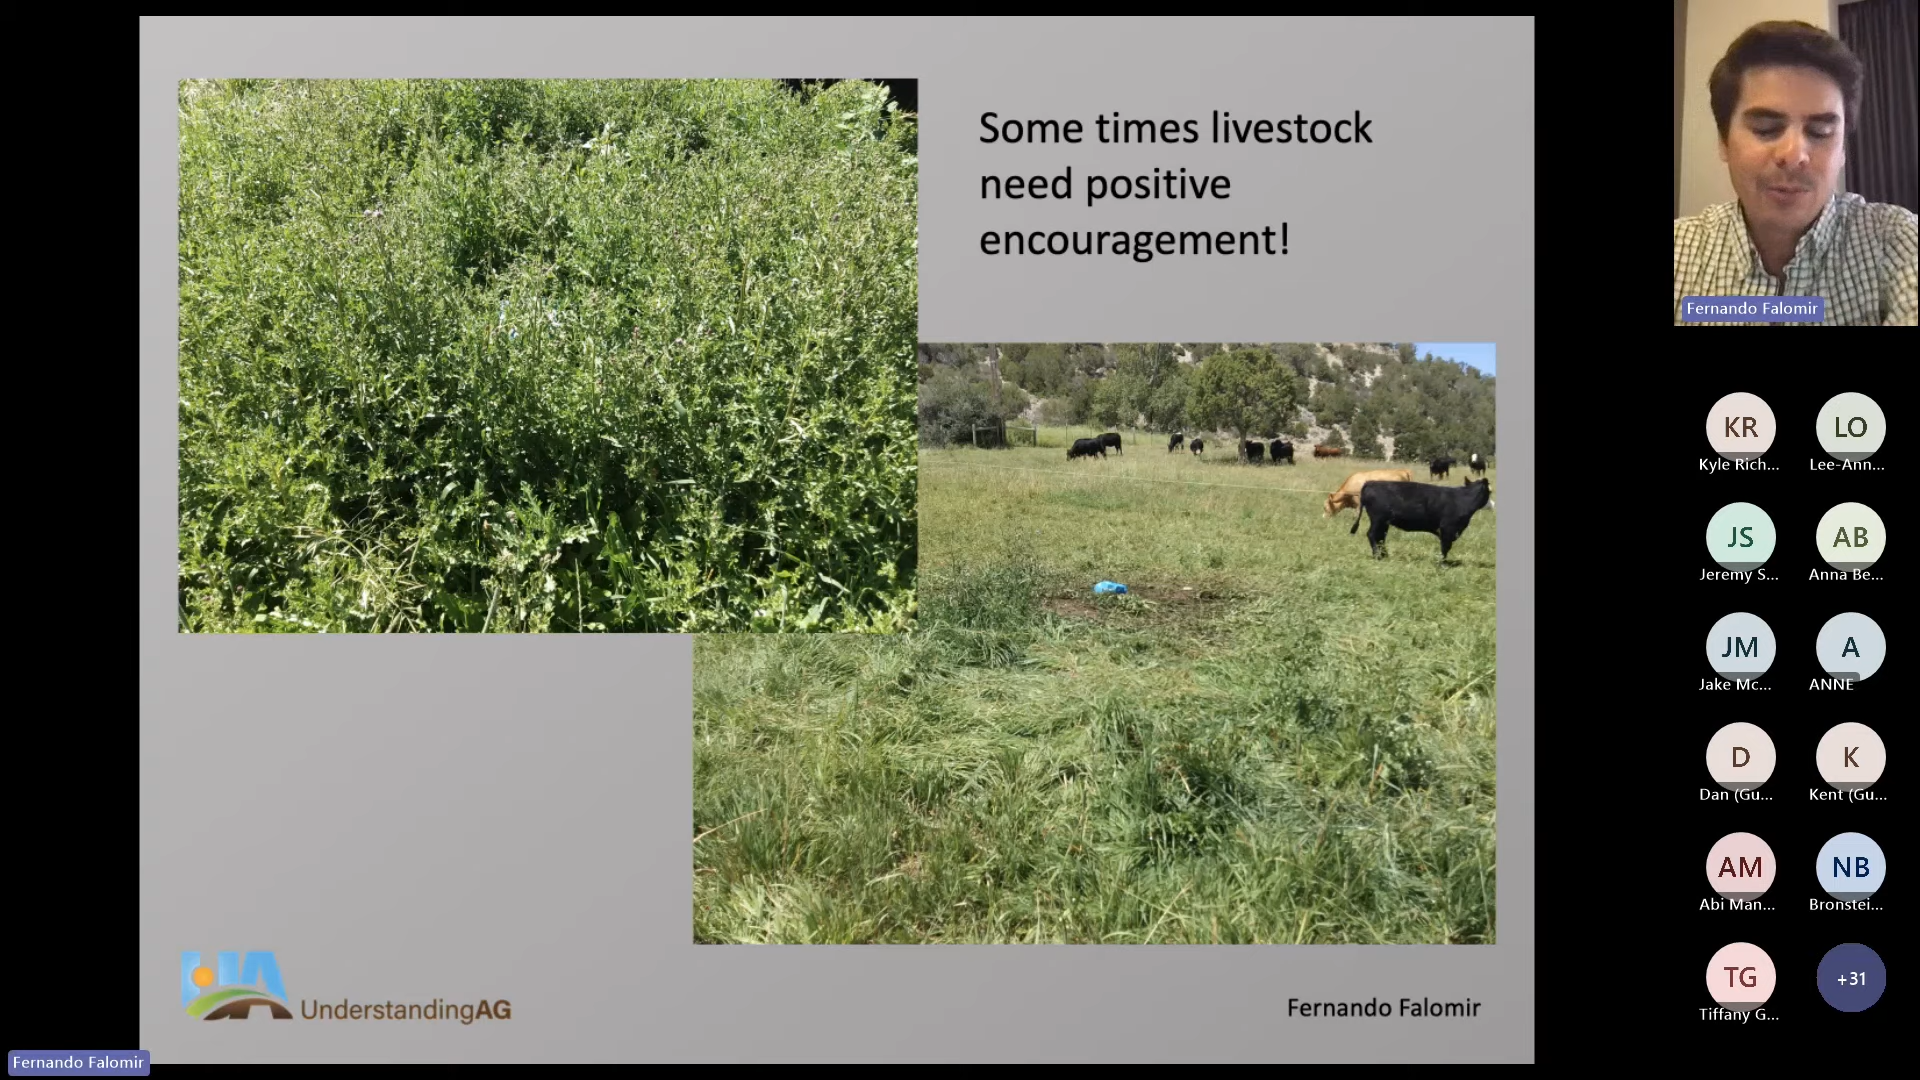 Some times livestock
need positive
encouragement!
UnderstandingAG
Fernando Falomir
Fernando Falomir
Fernando Falomir
KR
Kyle Rich...
LO
Lee-Ann...
JS
Jeremy S...
AB
Anna Be...
JM
Jake Mc...
A
ANNE
D
Dan (Gu...
K
Kent (Gu...
AM
Abi Man...
NB
Bronstei...
TG
Tiffany G...
+31